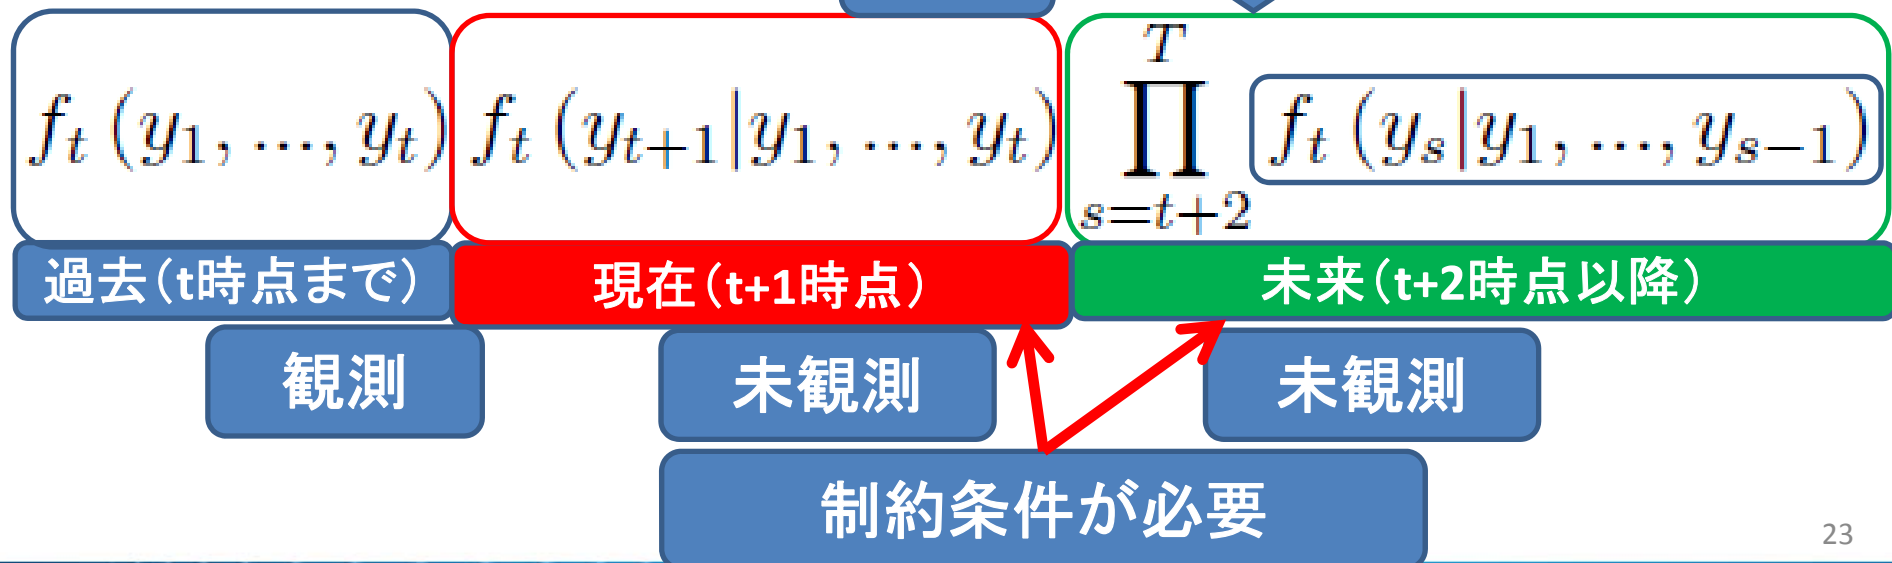 f_t (y_1, ..., y_t) f_t (y_{t+1}|y_1, ..., y_t) \prod_{s=t+2}^{T} f_t (y_s|y_1, ..., y_{s-1})
過去(t時点まで) 現在(t+1時点) 未来(t+2時点以降)
観測 未観測 未観測
制約条件が必要
23